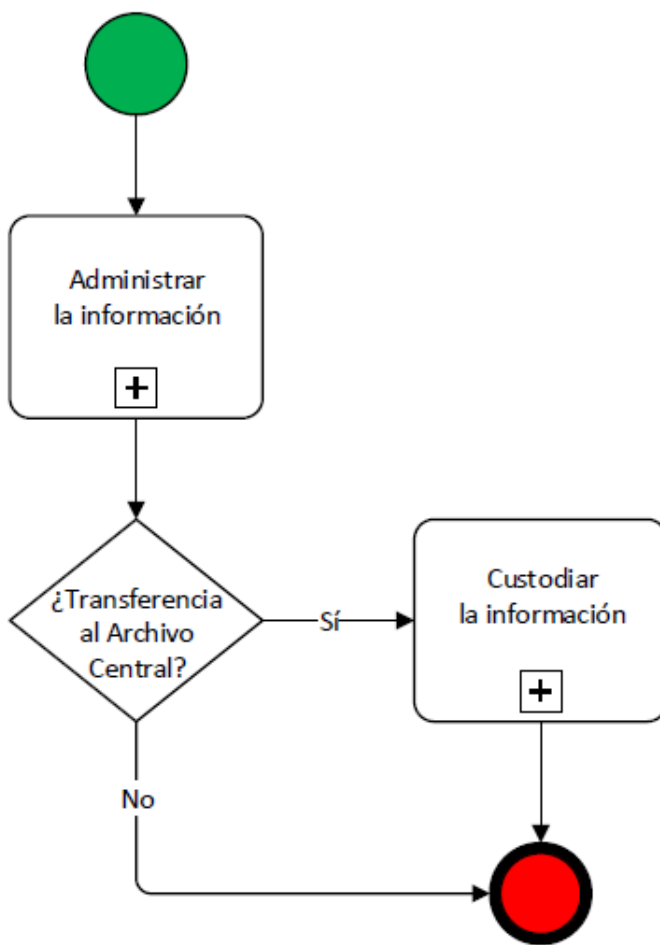 Administrar
la información
¿Transferencia
al Archivo
Central?
Sí
Custodiar
la información
No